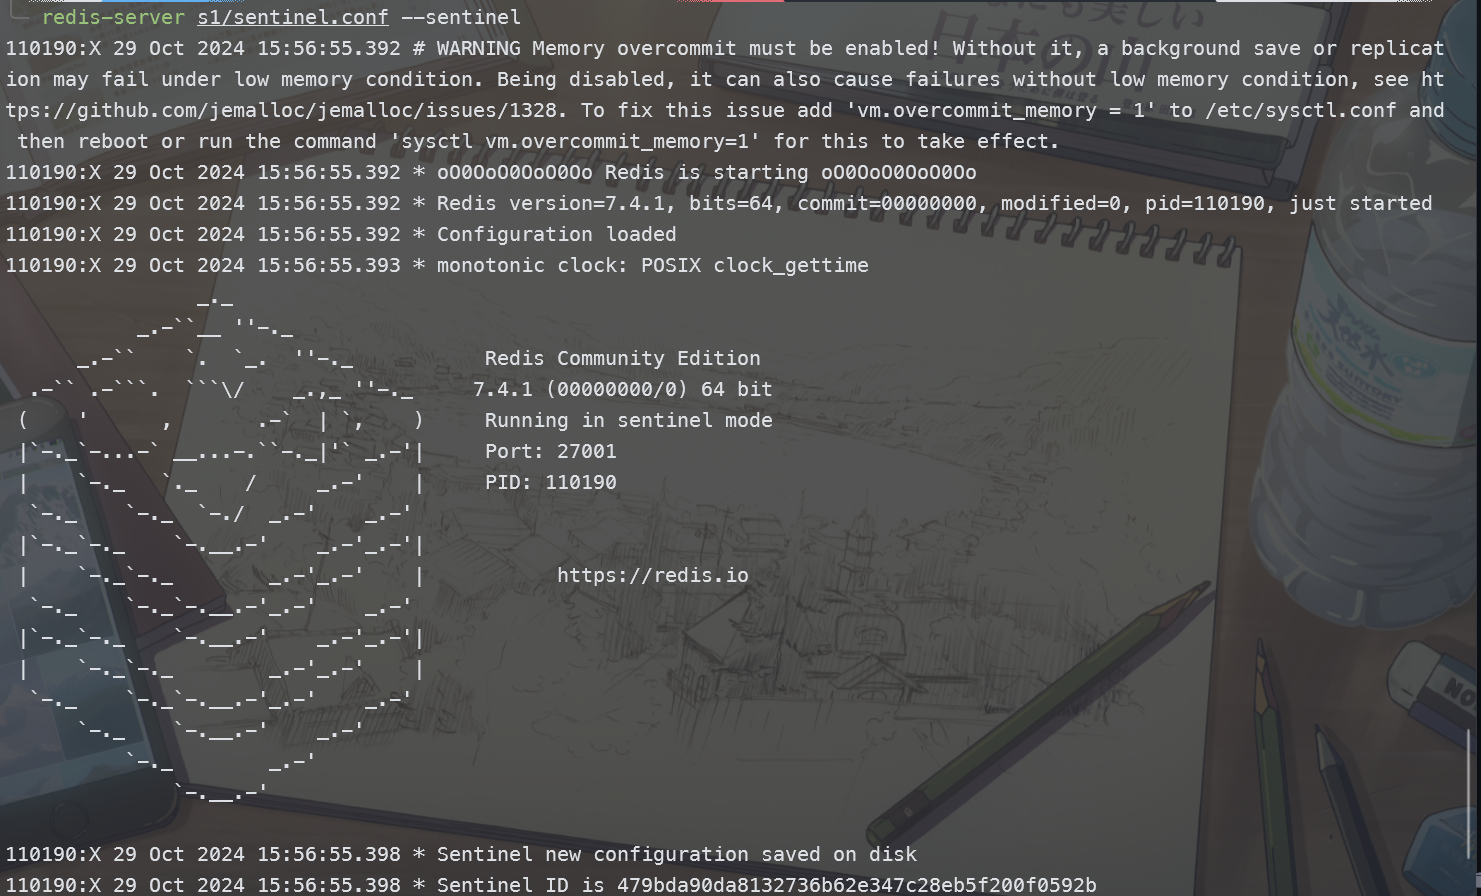 redis-server s1/sentinel.conf --sentinel
110190:X 29 Oct 2024 15:56:55.392 # WARNING Memory overcommit must be enabled! Without it, a background save or replicat
ion may fail under low memory condition. Being disabled, it can also cause failures without low memory condition, see ht
tps://github.com/jemalloc/jemalloc/issues/1328. To fix this issue add 'vm.overcommit_memory = 1' to /etc/sysctl.conf and
then reboot or run the command 'sysctl vm.overcommit_memory=1' for this to take effect.
110190:X 29 Oct 2024 15:56:55.392 * oO0OoO0OoO0Oo Redis is starting oO0OoO0OoO0Oo
110190:X 29 Oct 2024 15:56:55.392 * Redis version=7.4.1, bits=64, commit=00000000, modified=0, pid=110190, just started
110190:X 29 Oct 2024 15:56:55.392 * Configuration loaded
110190:X 29 Oct 2024 15:56:55.393 * monotonic clock: POSIX clock_gettime
Redis Community Edition
7.4.1 (00000000/0) 64 bit
Running in sentinel mode
Port: 27001
PID: 110190
https://redis.io
110190:X 29 Oct 2024 15:56:55.398 * Sentinel new configuration saved on disk
110190:X 29 Oct 2024 15:56:55.398 * Sentinel ID is 479bda90da8132736b62e347c28eb5f200f0592b